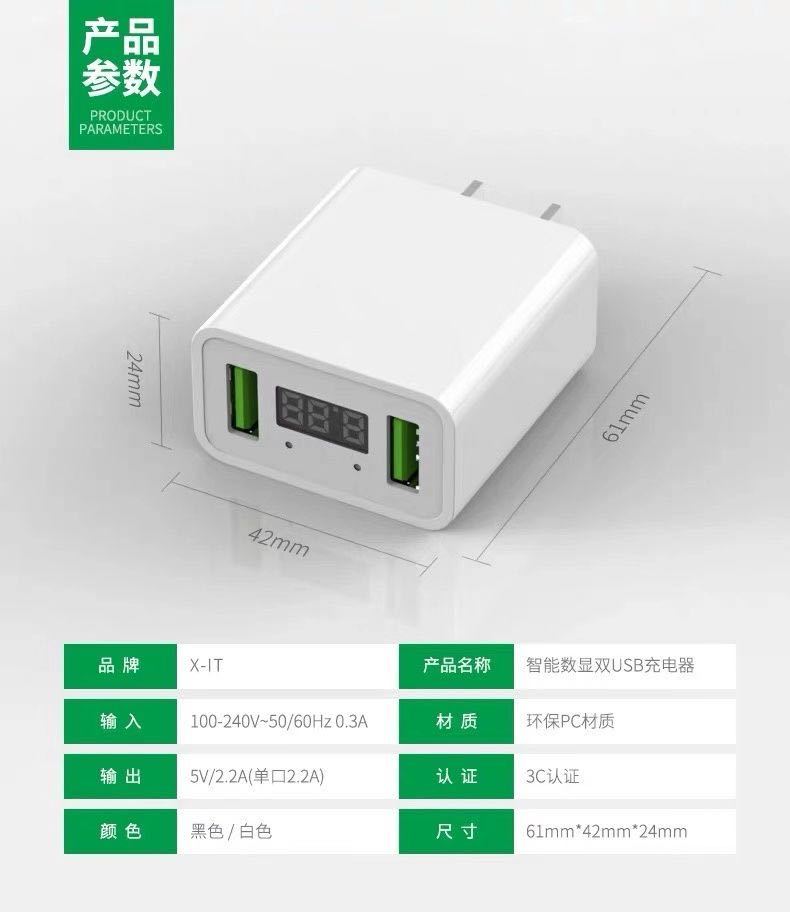 产品
参数
PRODUCT
PARAMETERS
24mm
42mm
61mm
品牌 X-IT 产品名称 智能数显双USB充电器
输入 100-240V~50/60Hz 0.3A 材质 环保PC材质
输出 5V/2.2A(单口2.2A) 认证 3C认证
颜色 黑色 / 白色 尺寸 61mm*42mm*24mm